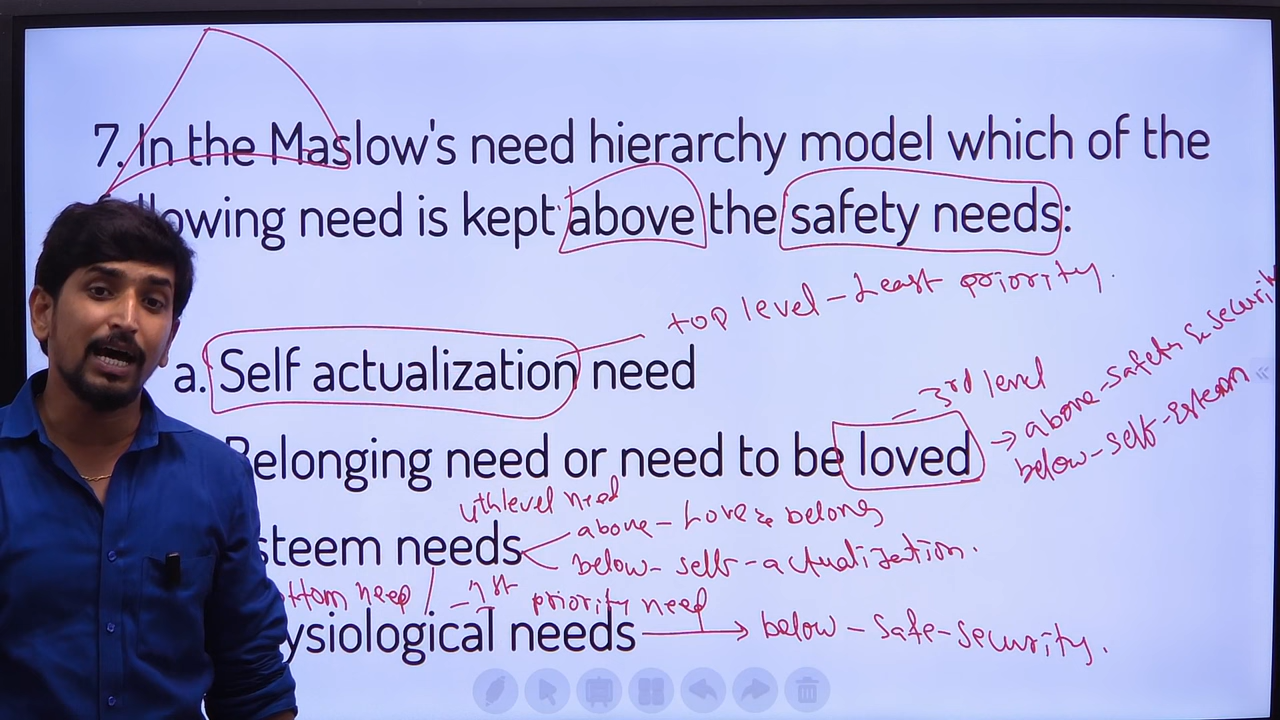 7. In the Maslow's need hierarchy model which of the
following need is kept above the safety needs:
top level - Least priority.
a. Self actualization need
3rd level
above - safety & securit
below - self - esteem
Belonging need or need to be loved
4th level need
above - Love & belong
steem needs
below - self - actualization.
ttom need / - 1st priority need
ysiological needs
below - safe - security.